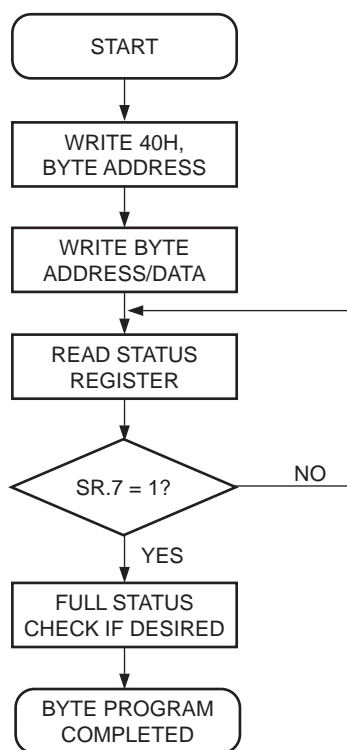 START
WRITE 40H,
BYTE ADDRESS
WRITE BYTE
ADDRESS/DATA
READ STATUS
REGISTER
SR.7 = 1?
NO
YES
FULL STATUS
CHECK IF DESIRED
BYTE PROGRAM
COMPLETED